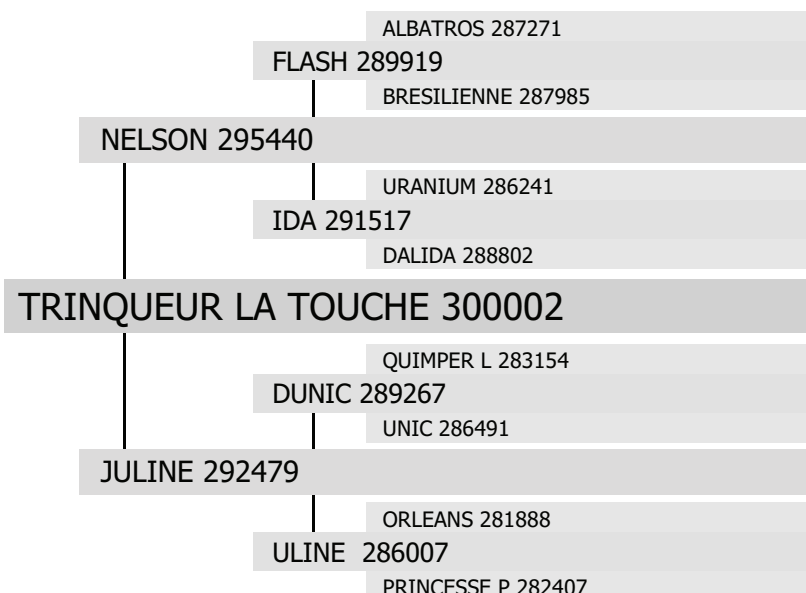 ALBATROS 287271
FLASH 289919
BRESILIENNE 287985
NELSON 295440
URANIUM 286241
IDA 291517
DALIDA 288802
TRINQUEUR LA TOUCHE 300002
QUIMPER L 283154
DUNIC 289267
UNIC 286491
JULINE 292479
ORLEANS 281888
ULINE  286007
PRINCESSE P 282407